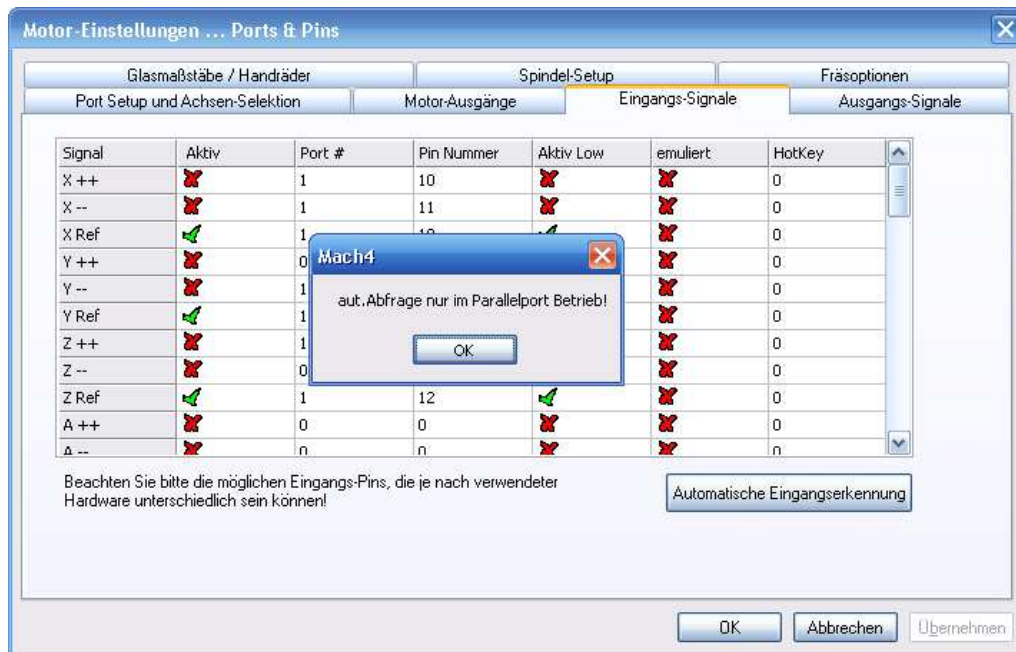 Motor-Einstellungen ... Ports & Pins
Glasmaßstäbe / Handräder Spindel-Setup Fräsoptionen
Port Setup und Achsen-Selektion Motor-Ausgänge Eingangs-Signale Ausgangs-Signale
Signal Aktiv Port # Pin Nummer Aktiv Low emuliert HotKey
X ++ 1 10 0
X -- 1 11 0
X Ref 1 0
Y ++ 0 0
Y -- 1 0
Y Ref 1 0
Z ++ 1 0
Z -- 0 0
Z Ref 1 12 0
A ++ 0 0 0
A -- 0 0 0
Mach4
aut.Abfrage nur im Parallelport Betrieb!
OK
Beachten Sie bitte die möglichen Eingangs-Pins, die je nach verwendeter
Hardware unterschiedlich sein können!
Automatische Eingangserkennung
OK Abbrechen Übernehmen